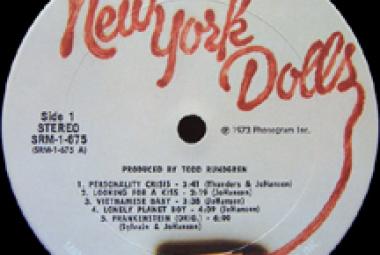 New York
Dolls
Side 1
STEREO
SRM-1-675
(SRM-1-675 A)
℗ 1973 Phonogram Inc.
PRODUCED BY TODD RUNDGREN
1. PERSONALITY CRISIS - 3:41 (Thunders & JoHansen)
2. LOOKING FOR A KISS - 3:19 (JoHansen)
3. VIETNAMESE BABY - 3:38 (JoHansen)
4. LONELY PLANET BOY - 4:09 (JoHansen)
5. FRANKENSTEIN (ORIG.) - 6:00
(Sylvain & JoHansen)